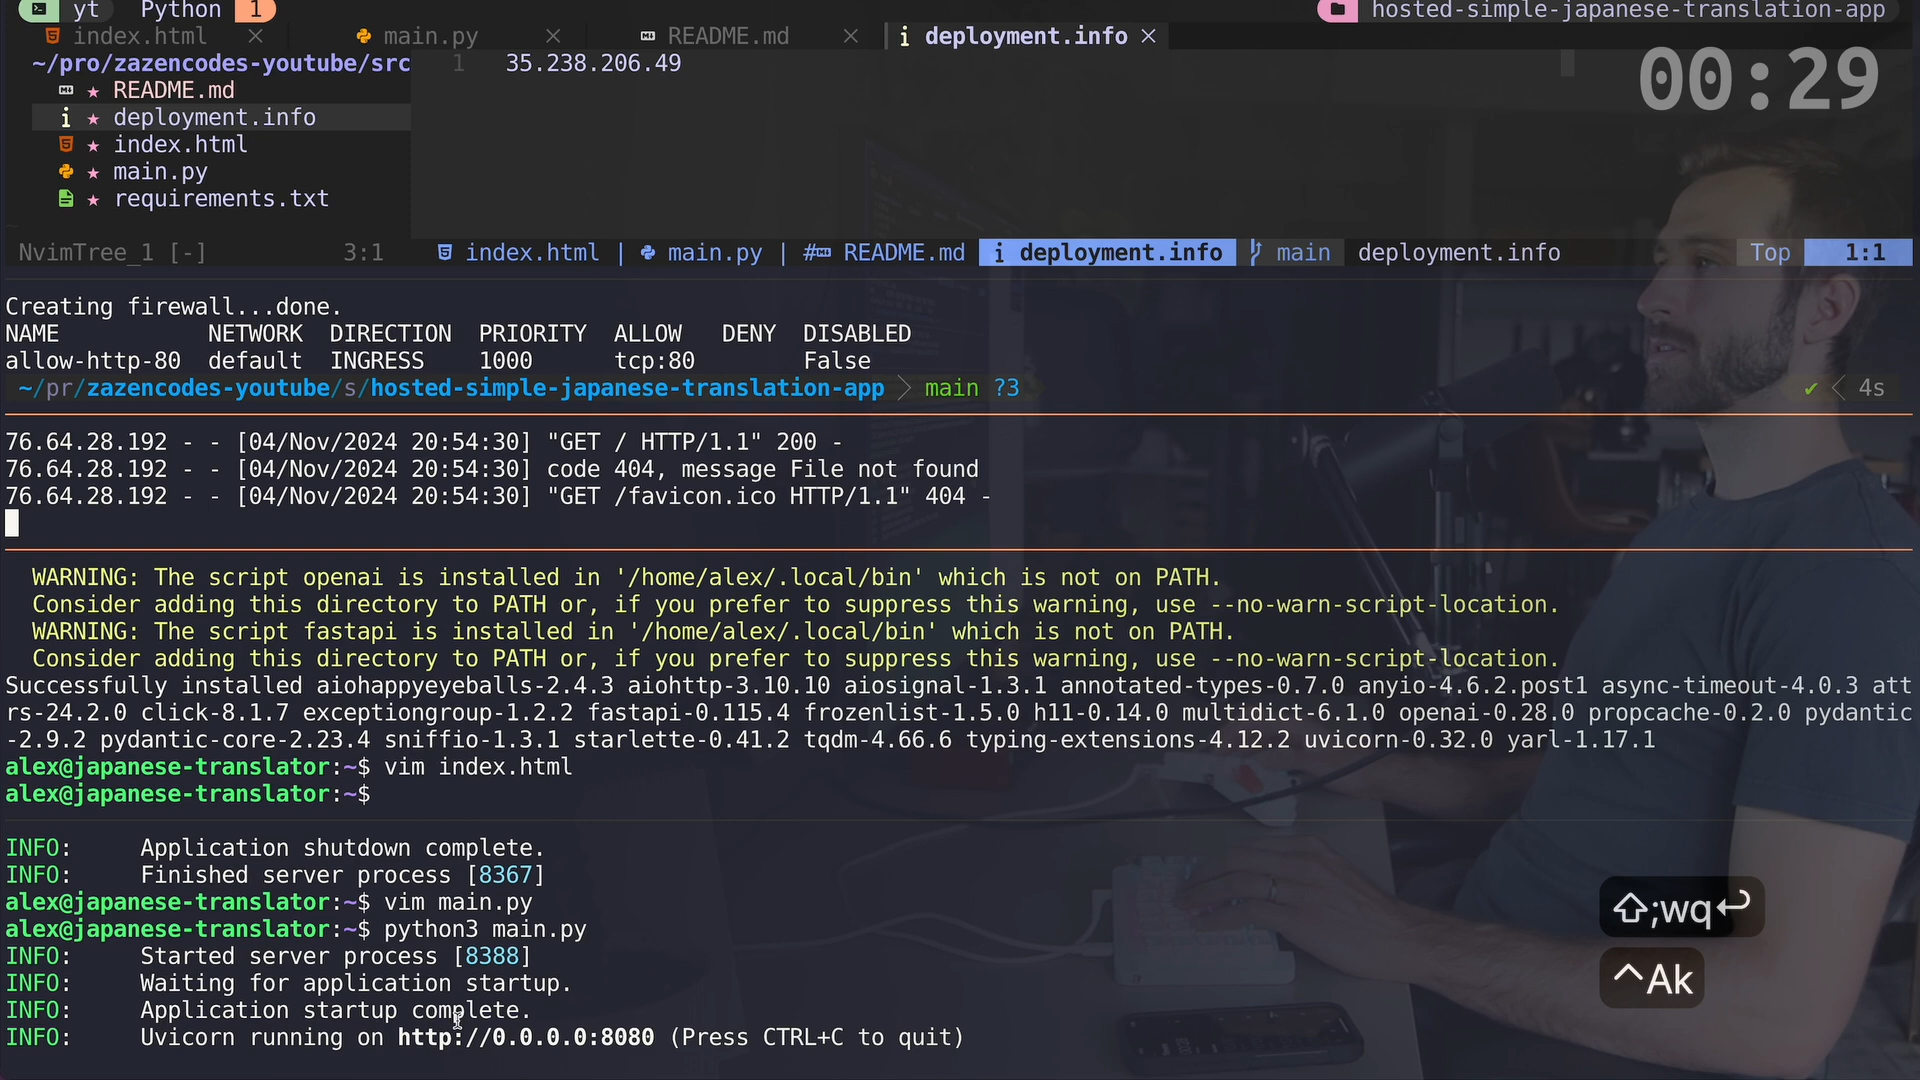 yt Python 1 hosted-simple-japanese-translation-app
index.html × main.py × README.md × i deployment.info ×
~/pro/zazencodes-youtube/src 1 35.238.206.49
00:29
★ README.md
i ★ deployment.info
★ index.html
★ main.py
★ requirements.txt
NvimTree_1 [-] 3:1 index.html | main.py | # README.md i deployment.info main deployment.info Top 1:1
Creating firewall...done.
NAME NETWORK DIRECTION PRIORITY ALLOW DENY DISABLED
allow-http-80 default INGRESS 1000 tcp:80 False
~/pr/zazencodes-youtube/s/hosted-simple-japanese-translation-app > main ?3 ✔ < 4s
76.64.28.192 - - [04/Nov/2024 20:54:30] "GET / HTTP/1.1" 200 -
76.64.28.192 - - [04/Nov/2024 20:54:30] code 404, message File not found
76.64.28.192 - - [04/Nov/2024 20:54:30] "GET /favicon.ico HTTP/1.1" 404 -
WARNING: The script openai is installed in '/home/alex/.local/bin' which is not on PATH.
Consider adding this directory to PATH or, if you prefer to suppress this warning, use --no-warn-script-location.
WARNING: The script fastapi is installed in '/home/alex/.local/bin' which is not on PATH.
Consider adding this directory to PATH or, if you prefer to suppress this warning, use --no-warn-script-location.
Successfully installed aiohappyeyeballs-2.4.3 aiohttp-3.10.10 aiosignal-1.3.1 annotated-types-0.7.0 anyio-4.6.2.post1 async-timeout-4.0.3 att
rs-24.2.0 click-8.1.7 exceptiongroup-1.2.2 fastapi-0.115.4 frozenlist-1.5.0 h11-0.14.0 multidict-6.1.0 openai-0.28.0 propcache-0.2.0 pydantic
-2.9.2 pydantic-core-2.23.4 sniffio-1.3.1 starlette-0.41.2 tqdm-4.66.6 typing-extensions-4.12.2 uvicorn-0.32.0 yarl-1.17.1
alex@japanese-translator:~$ vim index.html
alex@japanese-translator:~$
INFO: Application shutdown complete.
INFO: Finished server process [8367]
alex@japanese-translator:~$ vim main.py
alex@japanese-translator:~$ python3 main.py
INFO: Started server process [8388]
INFO: Waiting for application startup.
INFO: Application startup complete.
INFO: Uvicorn running on http://0.0.0.0:8080 (Press CTRL+C to quit)
⇧;wq↩
^Ak